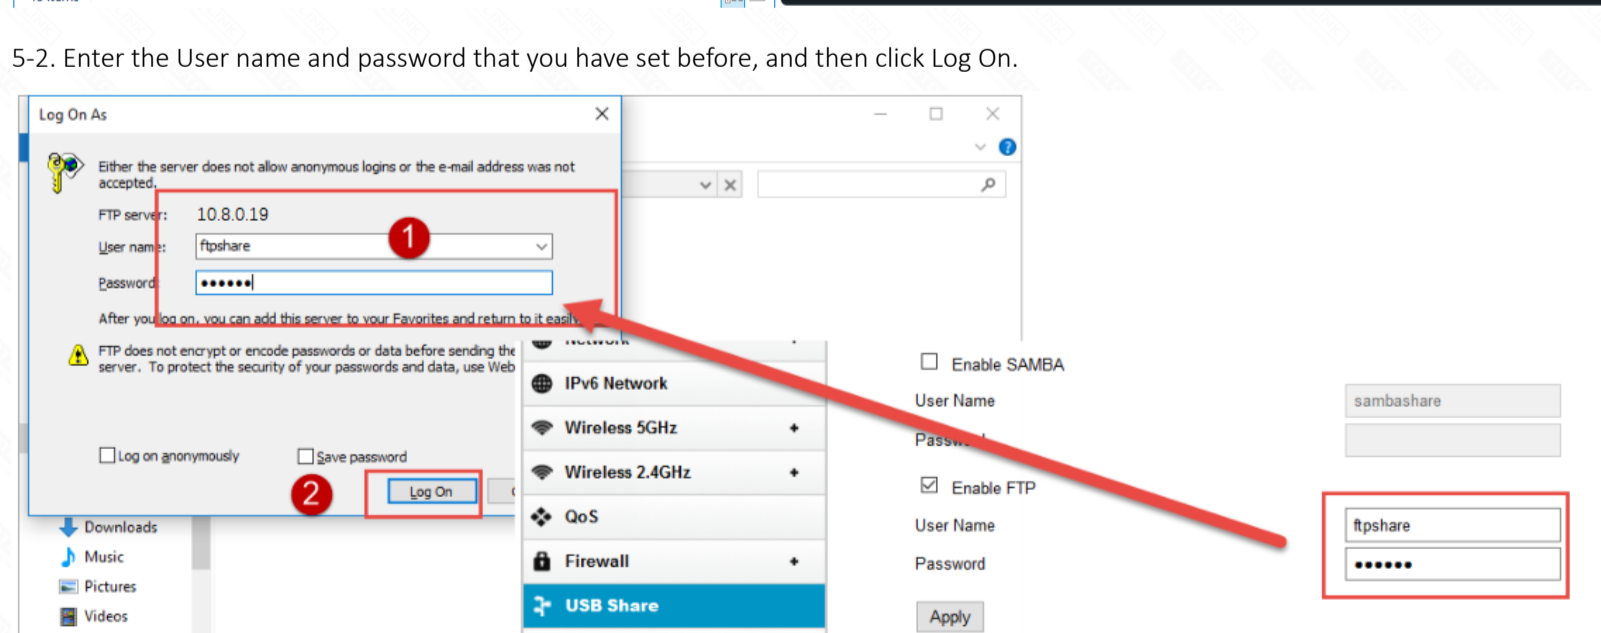 5-2. Enter the User name and password that you have set before, and then click Log On.
Log On As
Either the server does not allow anonymous logins or the e-mail address was not
accepted.
FTP server: 10.8.0.19
User name: ftpshare
1
Password
After you log on, you can add this server to your Favorites and return to it easily
FTP does not encrypt or encode passwords or data before sending the
server. To protect the security of your passwords and data, use Web
Log on anonymously
Save password
2
Log On
Downloads
Music
Pictures
Videos
Network
IPv6 Network
Wireless 5GHz +
Wireless 2.4GHz +
QoS
Firewall +
USB Share
Enable SAMBA
User Name sambashare
Password
Enable FTP
User Name ftpshare
Password
Apply